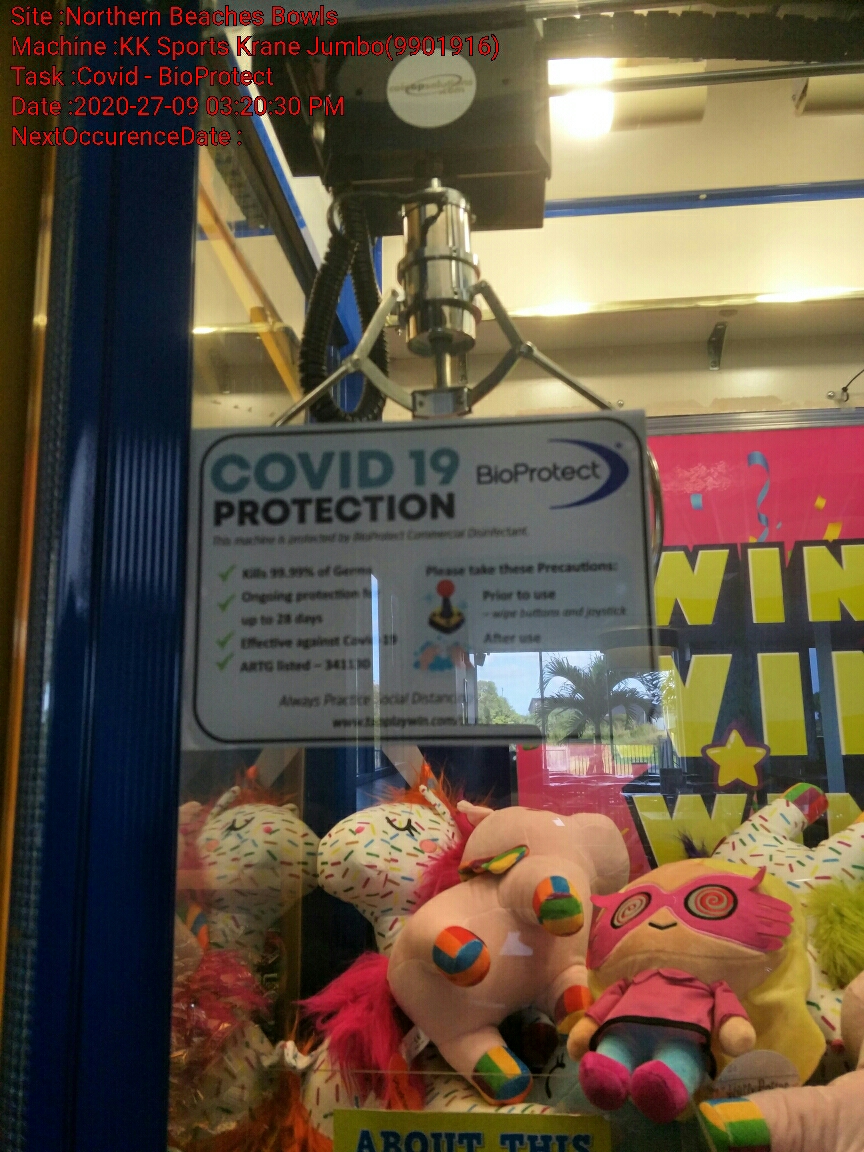 Site :Northern Beaches Bowls
Machine :KK Sports Krane Jumbo(9901916)
Task :Covid - BioProtect
Date :2020-27-09 03:20:30 PM
NextOccurenceDate :
COVID 19
PROTECTION
BioProtect
This machine is protected by BioProtect Commercial Disinfectant.
Kills 99.99% of Germs
Ongoing protection for
up to 28 days
Effective against Covid-19
ARTG listed – 341130
Please take these Precautions:
Prior to use
– wipe buttons and joystick
After use
Always Practice Social Distanc
WIN
WIN
WIN
ABOUT THIS